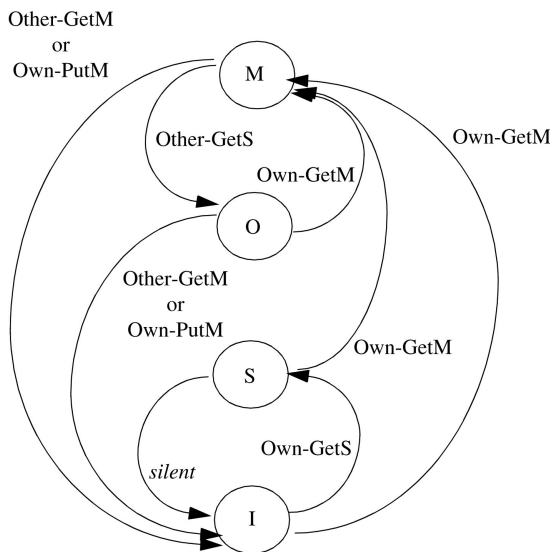 Other-GetM
or
Own-PutM
M
Own-GetM
Other-GetS
Own-GetM
O
Other-GetM
or
Own-PutM
Own-GetM
S
Own-GetS
silent
I